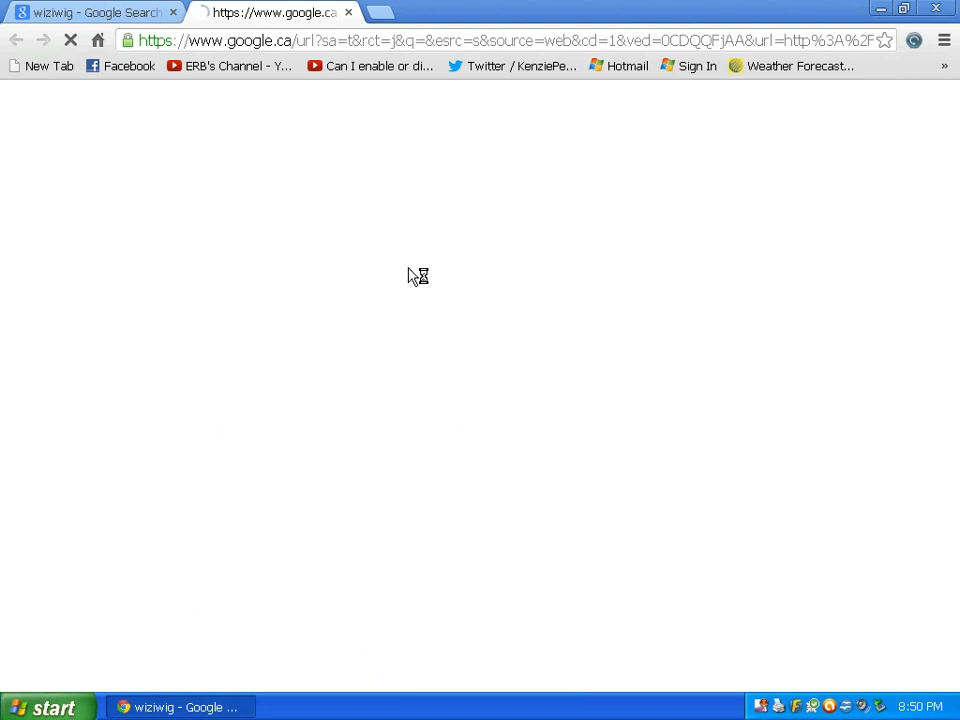 wiziwig - Google Search
https://www.google.ca
https://www.google.ca/url?sa=t&rct=j&q=&esrc=s&source=web&cd=1&ved=0CDQQFjAA&url=http%3A%2F
New Tab
Facebook
ERB's Channel - Y...
Can I enable or di...
Twitter / KenziePe...
Hotmail
Sign In
Weather Forecast...
»
start
wiziwig - Google ...
8:50 PM